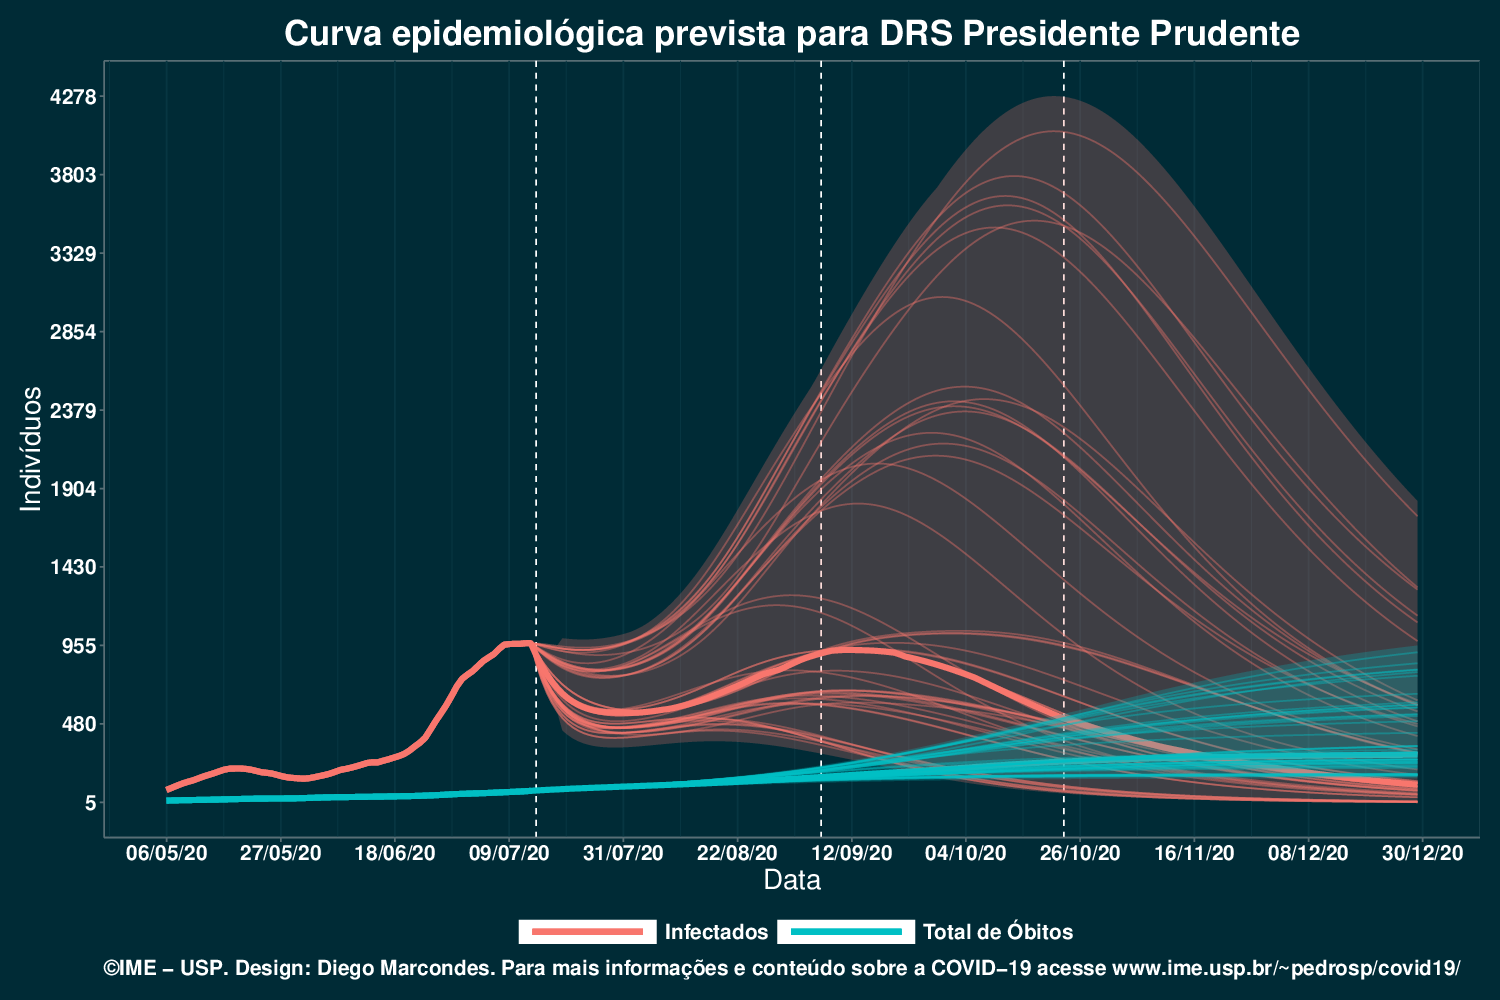 Curva epidemiológica prevista para DRS Presidente Prudente
Indivíduos
4278
3803
3329
2854
2379
1904
1430
955
480
5
06/05/20 27/05/20 18/06/20 09/07/20 31/07/20 22/08/20 12/09/20 04/10/20 26/10/20 16/11/20 08/12/20 30/12/20
Data
Infectados Total de Óbitos
©IME − USP. Design: Diego Marcondes. Para mais informações e conteúdo sobre a COVID−19 acesse www.ime.usp.br/~pedrosp/covid19/